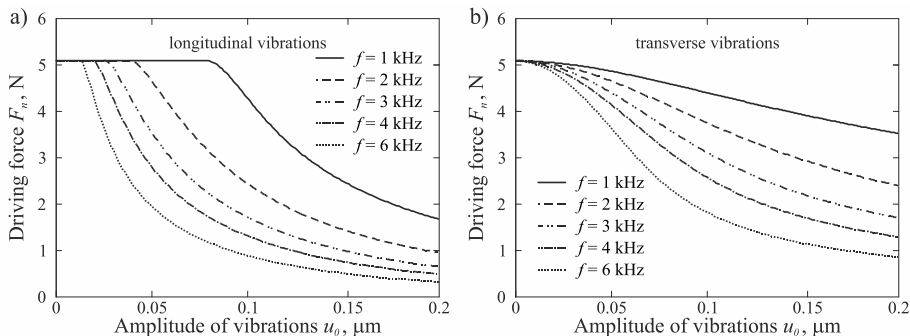 a)
longitudinal vibrations
f = 1 kHz
f = 2 kHz
f = 3 kHz
f = 4 kHz
f = 6 kHz
Driving force Fn, N
6
5
4
3
2
1
0
0
0.05
0.1
0.15
0.2
Amplitude of vibrations u0, μm
b)
transverse vibrations
f = 1 kHz
f = 2 kHz
f = 3 kHz
f = 4 kHz
f = 6 kHz
Driving force Fn, N
6
5
4
3
2
1
0
0
0.05
0.1
0.15
0.2
Amplitude of vibrations u0, μm